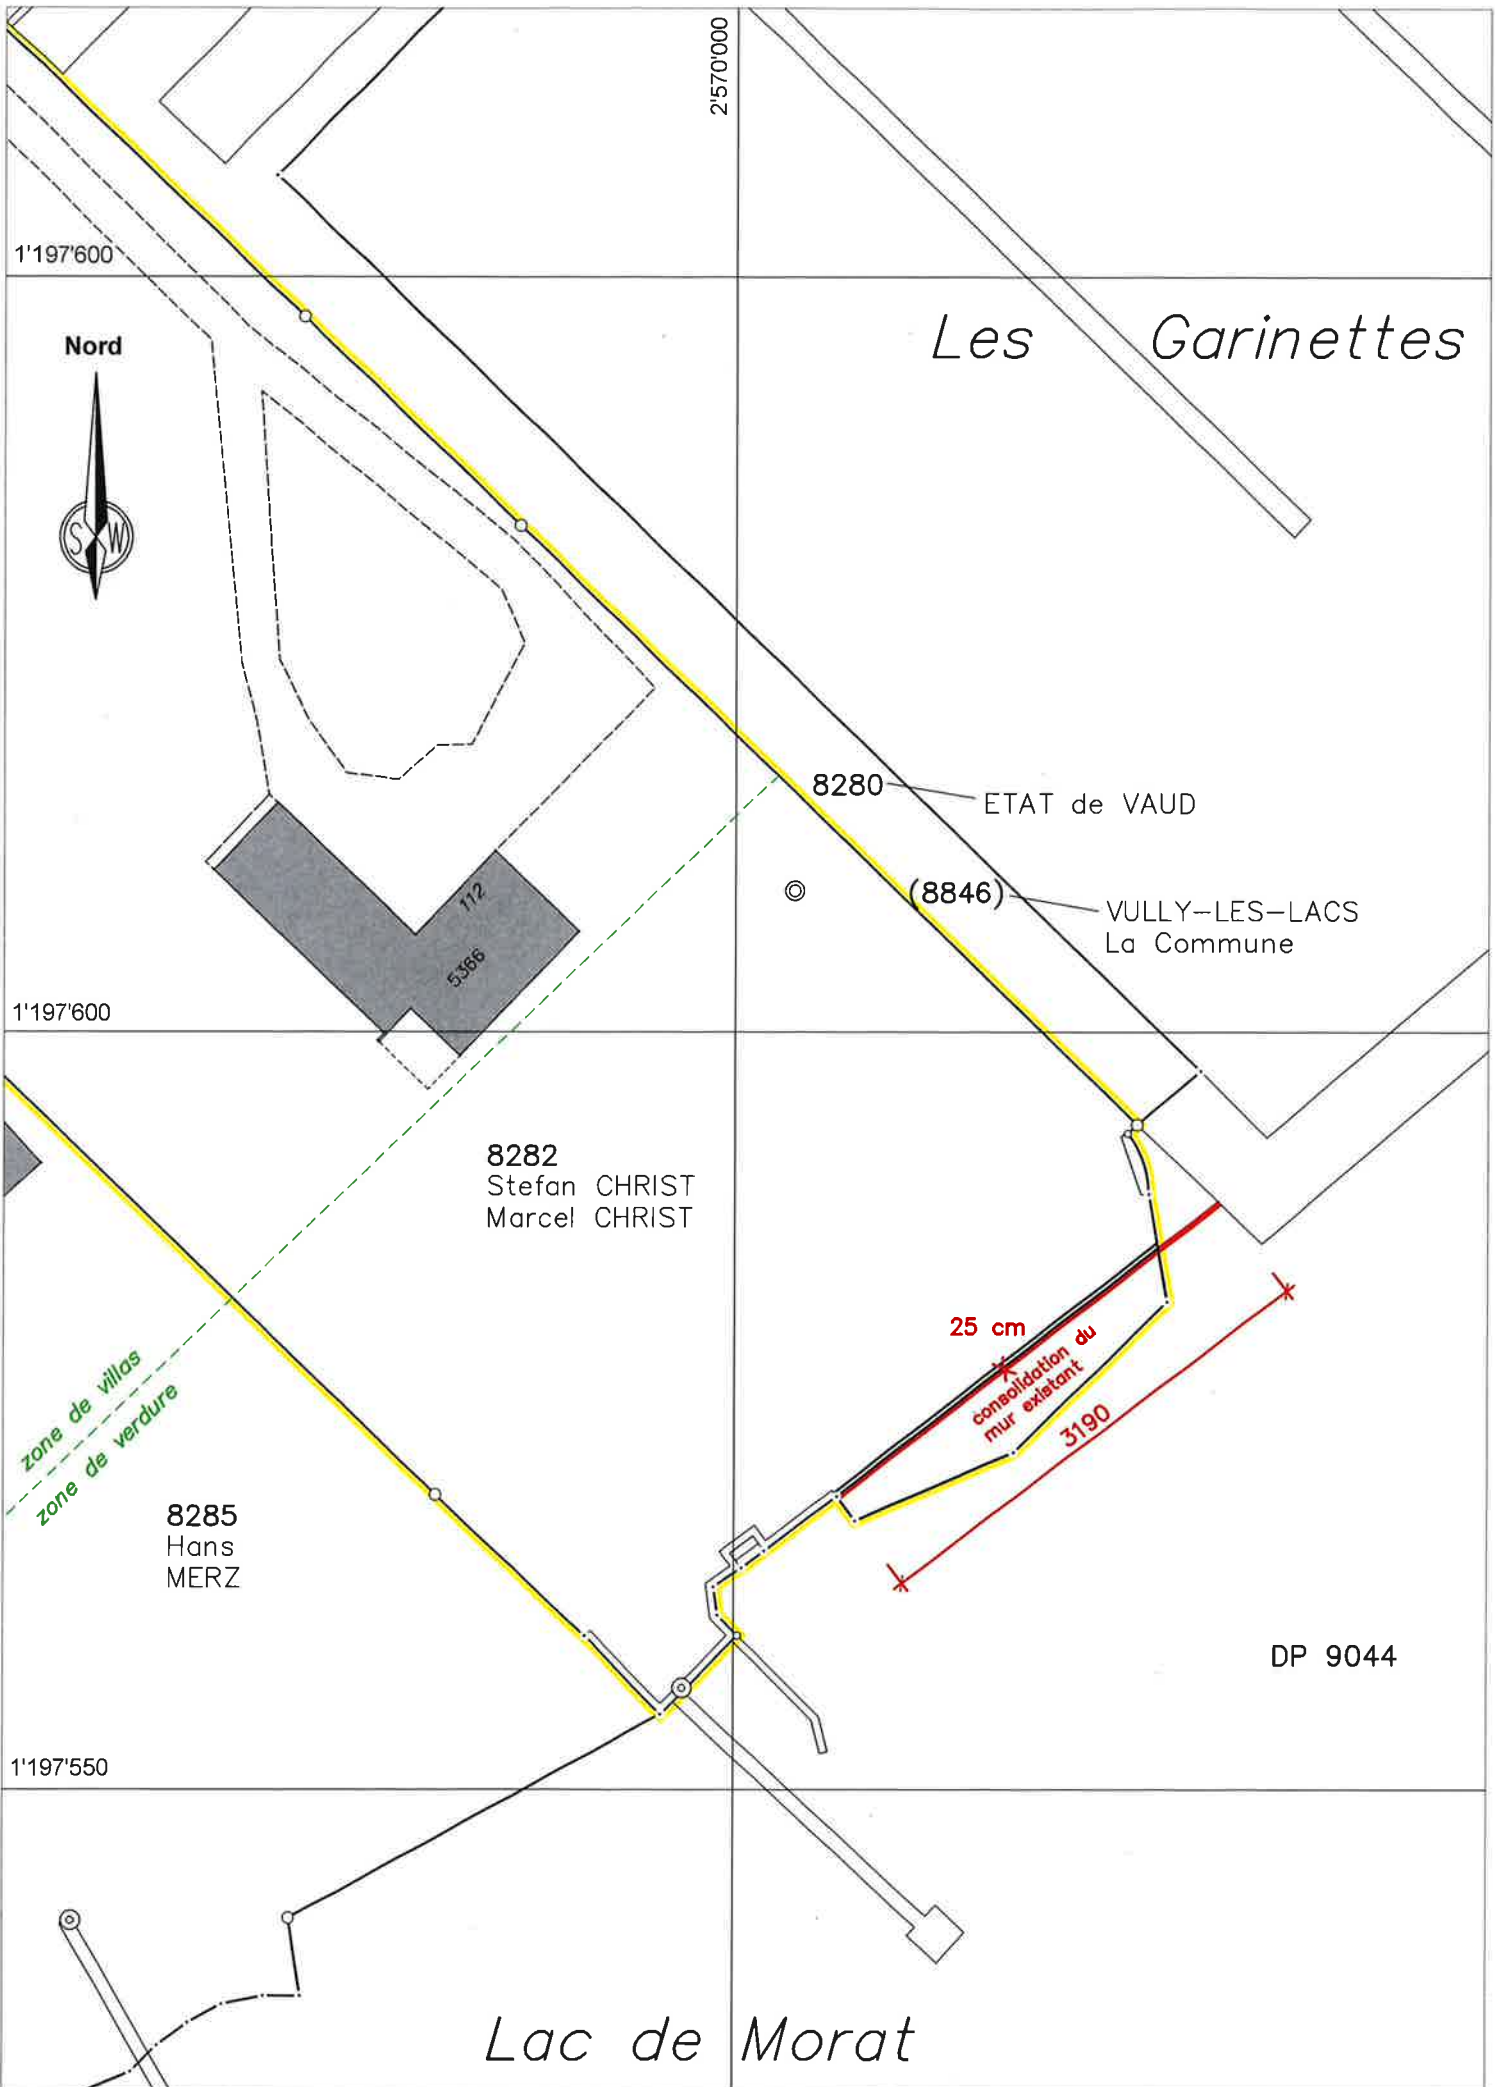 2'570'000
1'197'600
Les Garinettes
Nord
S W
8280
ETAT de VAUD
(8846)
VULLY-LES-LACS
La Commune
112
5366
1'197'600
8282
Stefan CHRIST
Marcel CHRIST
25 cm
consolidation du
mur existant
3190
zone de villas
zone de verdure
8285
Hans
MERZ
DP 9044
1'197'550
Lac de Morat